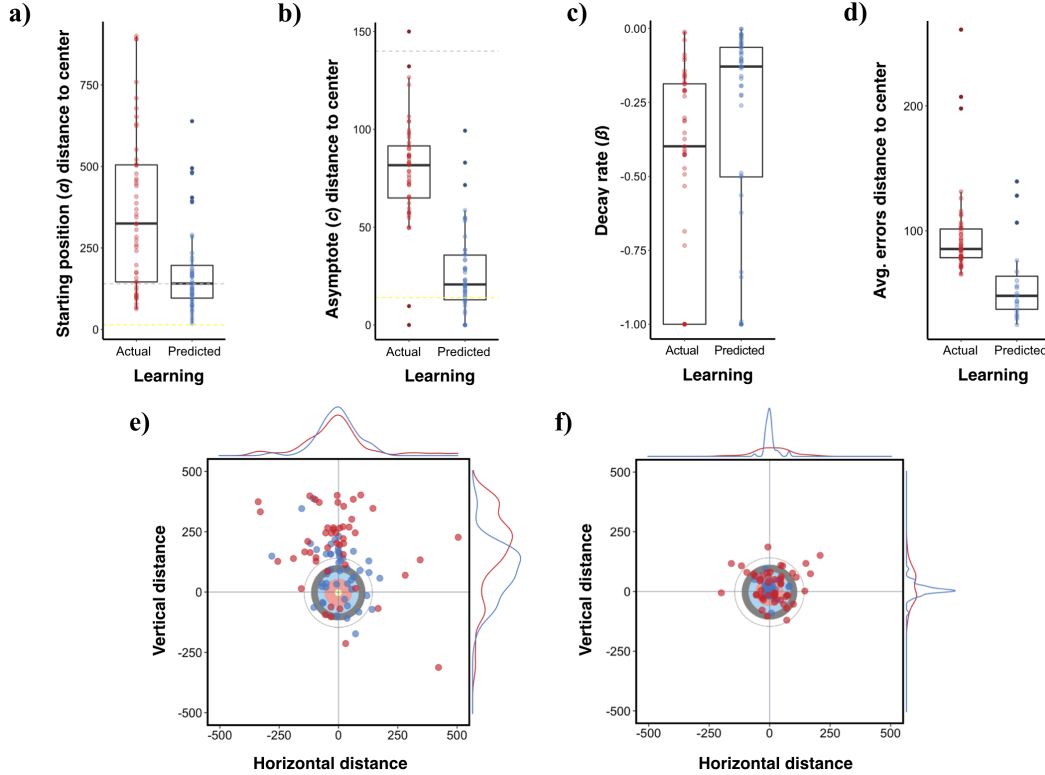 a)
Starting position (a) distance to center
750
500
250
0
Actual Predicted
Learning
b)
Asymptote (c) distance to center
150
100
50
0
Actual Predicted
Learning
c)
Decay rate (β)
0.00
-0.25
-0.50
-0.75
-1.00
Actual Predicted
Learning
d)
Avg. errors distance to center
200
100
Actual Predicted
Learning
e)
Vertical distance
500
250
0
-250
-500
-500 -250 0 250 500
Horizontal distance
f)
Vertical distance
500
250
0
-250
-500
-500 -250 0 250 500
Horizontal distance